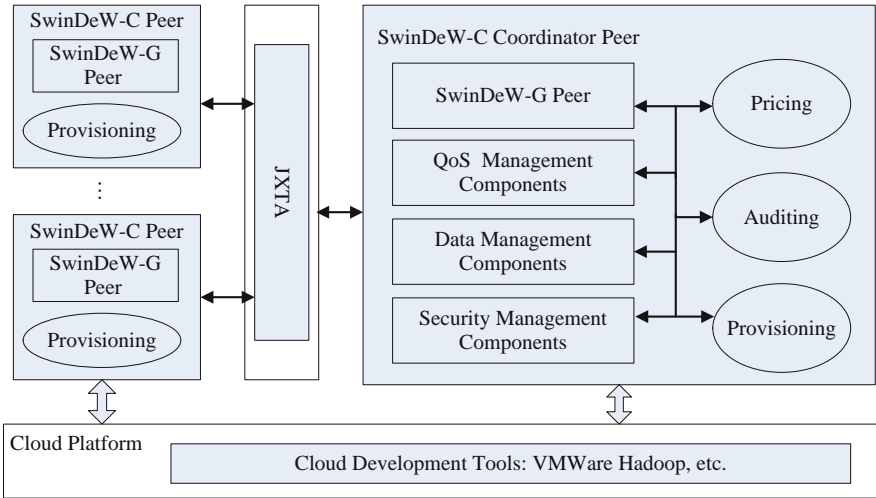 SwinDeW-C Peer
SwinDeW-G
Peer
Provisioning
⋮
SwinDeW-C Peer
SwinDeW-G
Peer
Provisioning
JXTA
SwinDeW-C Coordinator Peer
SwinDeW-G Peer
QoS Management
Components
Data Management
Components
Security Management
Components
Pricing
Auditing
Provisioning
Cloud Platform
Cloud Development Tools: VMWare Hadoop, etc.